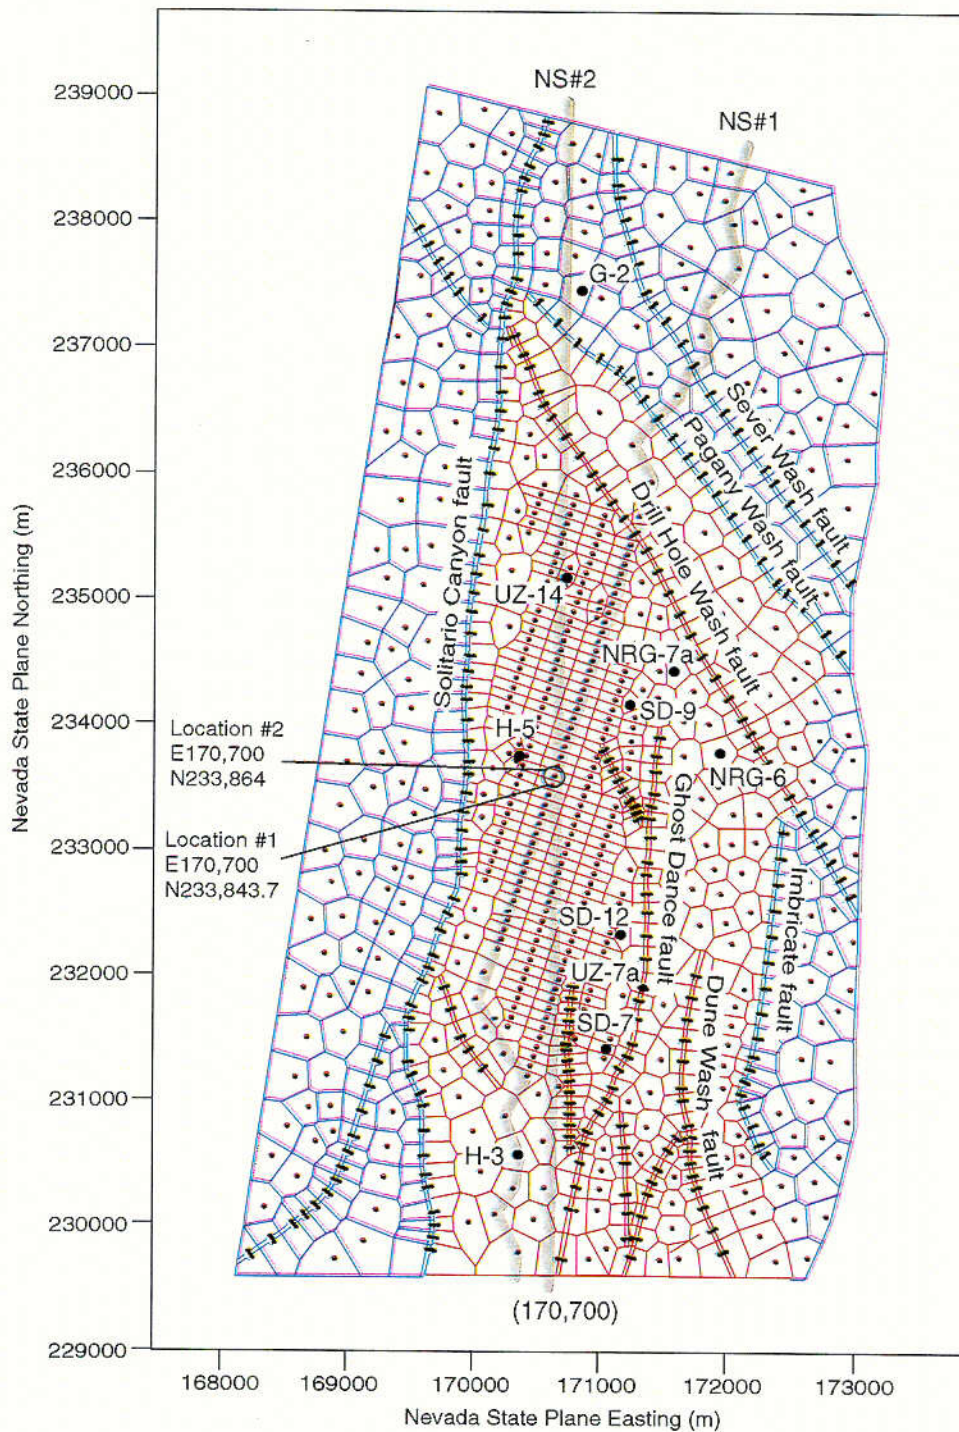 NS#2
NS#1
239000
238000
237000
236000
235000
234000
233000
232000
231000
230000
229000
Nevada State Plane Northing (m)
G-2
Sever Wash fault
Pagany Wash fault
Drill Hole Wash fault
Solitario Canyon fault
UZ-14
NRG-7a
SD-9
H-5
NRG-6
Location #2
E170,700
N233,864
Location #1
E170,700
N233,843.7
Ghost Dance fault
Imbricate fault
SD-12
UZ-7a
SD-7
Dune Wash fault
H-3
(170,700)
168000
169000
170000
171000
172000
173000
Nevada State Plane Easting (m)